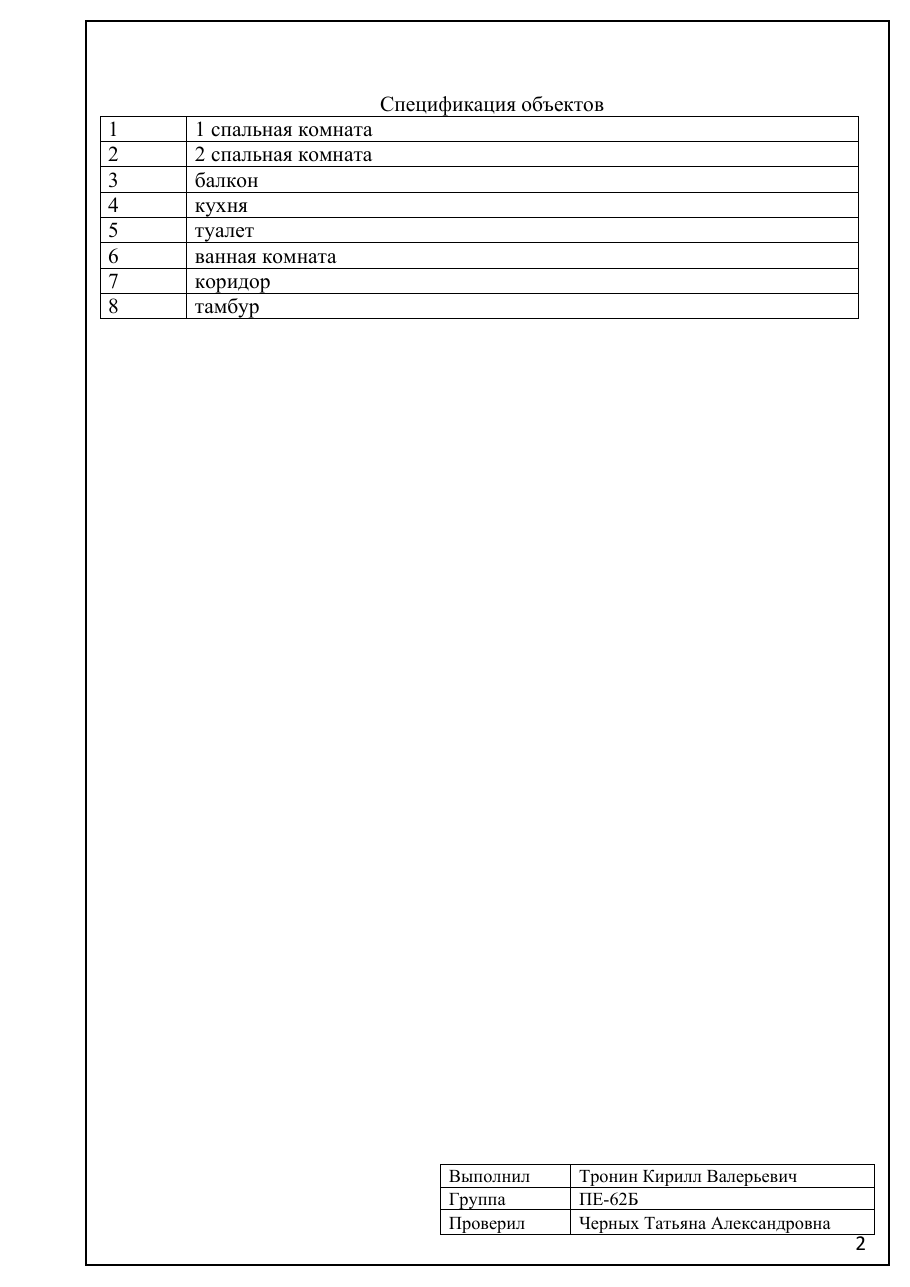 Спецификация объектов
1 1 спальная комната
2 2 спальная комната
3 балкон
4 кухня
5 туалет
6 ванная комната
7 коридор
8 тамбур
Выполнил Тронин Кирилл Валерьевич
Группа ПЕ-62Б
Проверил Черных Татьяна Александровна
2